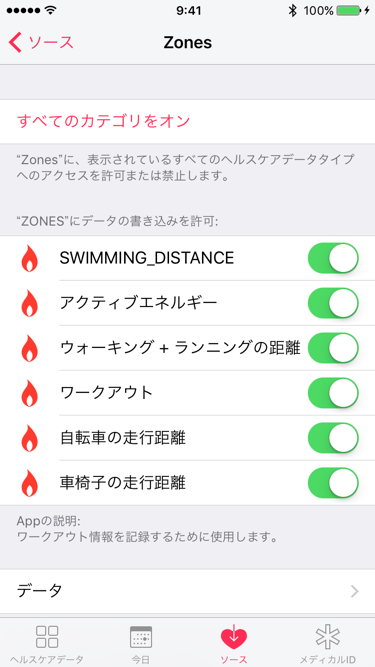 9:41
100%
ソース
Zones
すべてのカテゴリをオン
“Zones”に、表示されているすべてのヘルスケアデータタイプ
へのアクセスを許可または禁止します。
“ZONES”にデータの書き込みを許可:
SWIMMING_DISTANCE
アクティブエネルギー
ウォーキング + ランニングの距離
ワークアウト
自転車の走行距離
車椅子の走行距離
Appの説明:
ワークアウト情報を記録するために使用します。
データ
ヘルスケアデータ
今日
ソース
メディカルID